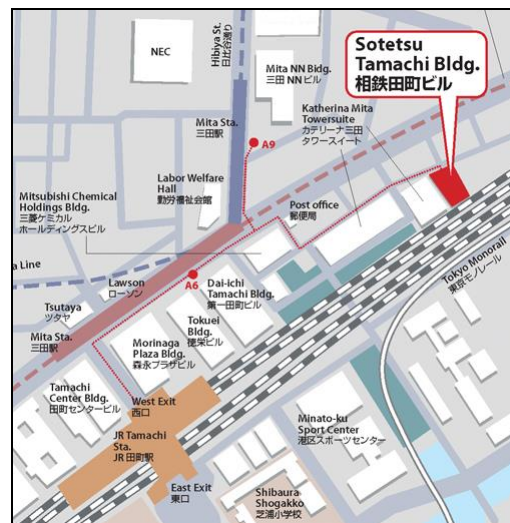 NEC
Hibiya St.
日比谷通り
Mita NN Bldg.
三田 NN ビル
Sotetsu
Tamachi Bldg.
相鉄田町ビル
Mita Sta.
三田駅
Katherina Mita
Towersuite
カテリーナ三田
タワースイート
A9
Labor Welfare
Hall
勤労福祉会館
Mitsubishi Chemical
Holdings Bldg.
三菱ケミカル
ホールディングスビル
Post office
郵便局
a Line
Lawson
ローソン
A6
Dai-ichi
Tamachi Bldg.
第一田町ビル
Tokyo Monorail
東京モノレール
Tsutaya
ツタヤ
Tokuei
Bldg.
徳栄ビル
Mita Sta.
三田駅
Morinaga
Plaza Bldg.
森永プラザビル
Tamachi
Center Bldg.
田町センタービル
West Exit
西口
JR Tamachi
Sta.
JR 田町駅
Minato-ku
Sport Center
港区スポーツセンター
East Exit
東口
Shibaura
Shogakko
芝浦小学校